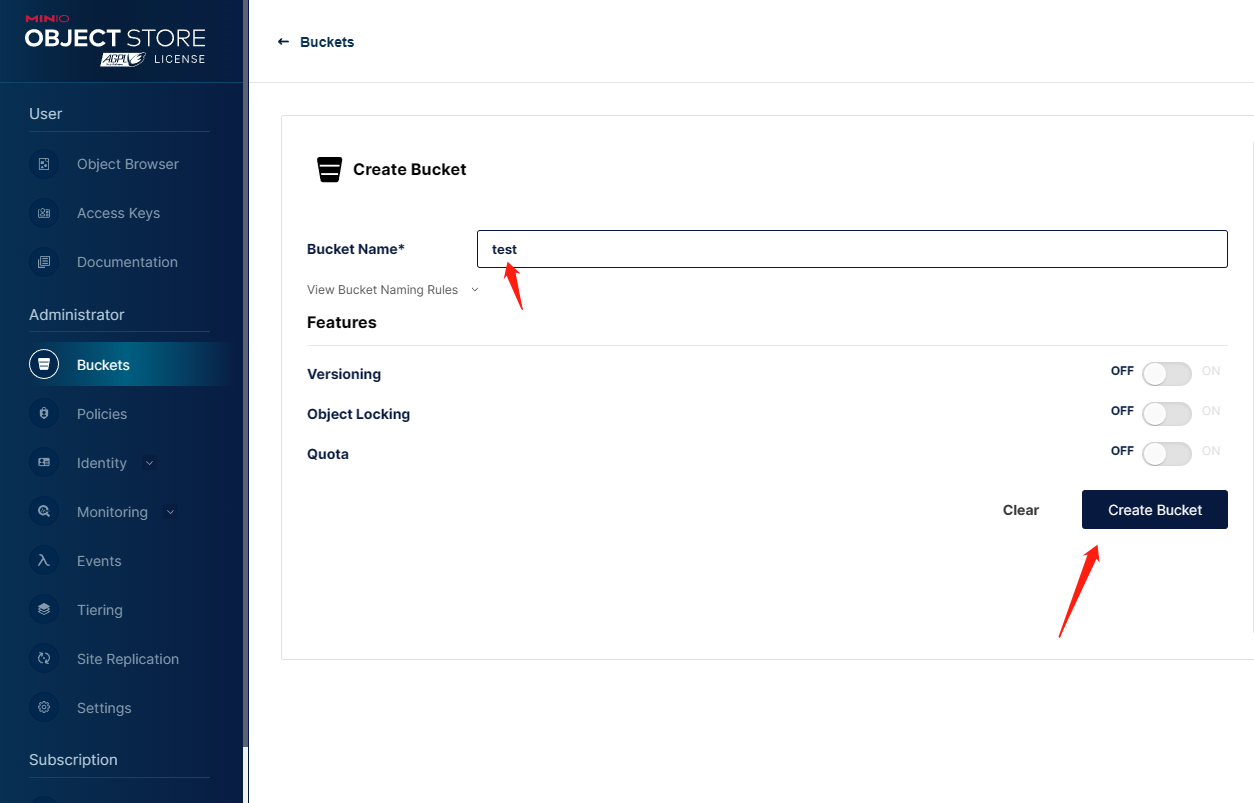 MINIO
OBJECT STORE
AGPL LICENSE
User
Object Browser
Access Keys
Documentation
Administrator
Buckets
Policies
Identity
Monitoring
Events
Tiering
Site Replication
Settings
Subscription
Buckets
Create Bucket
Bucket Name* test
View Bucket Naming Rules
Features
Versioning OFF ON
Object Locking OFF ON
Quota OFF ON
Clear Create Bucket